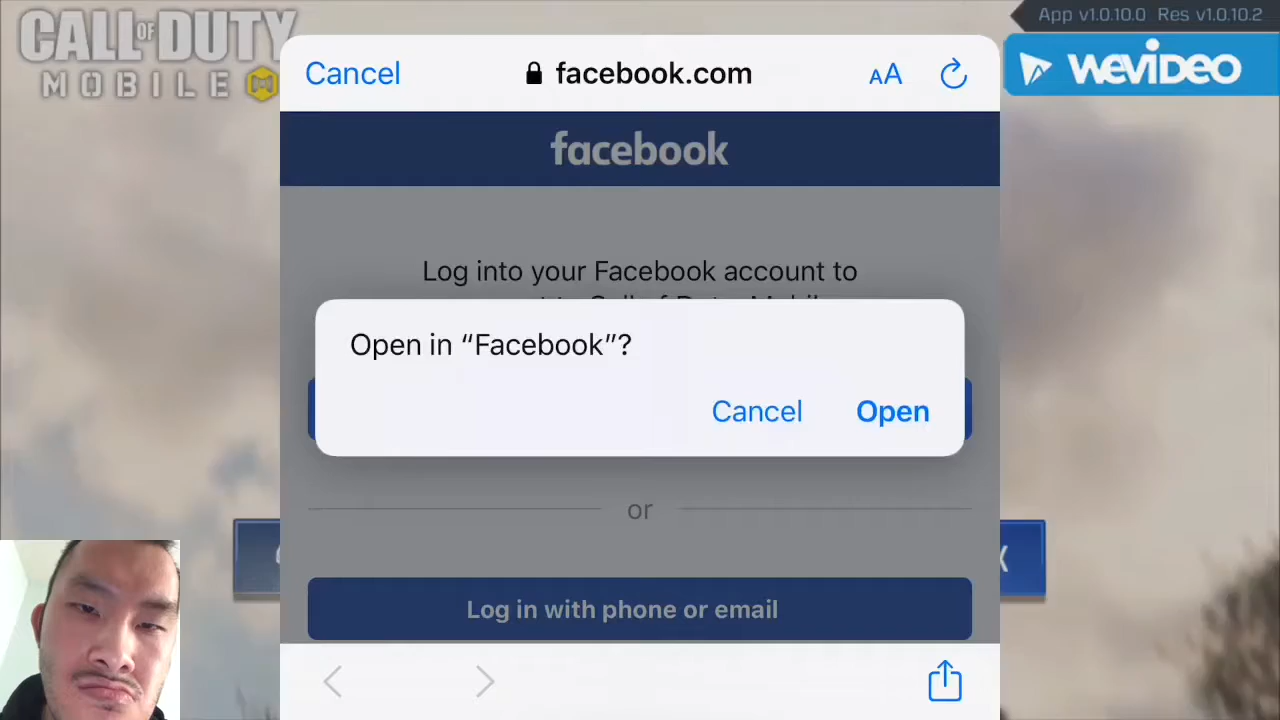 CALL OF DUTY
MOBILE
App v1.0.10.0 Res v1.0.10.2
WEVIDEO
Cancel
facebook.com
AA
facebook
Log into your Facebook account to
Open in “Facebook”?
Cancel
Open
or
Log in with phone or email